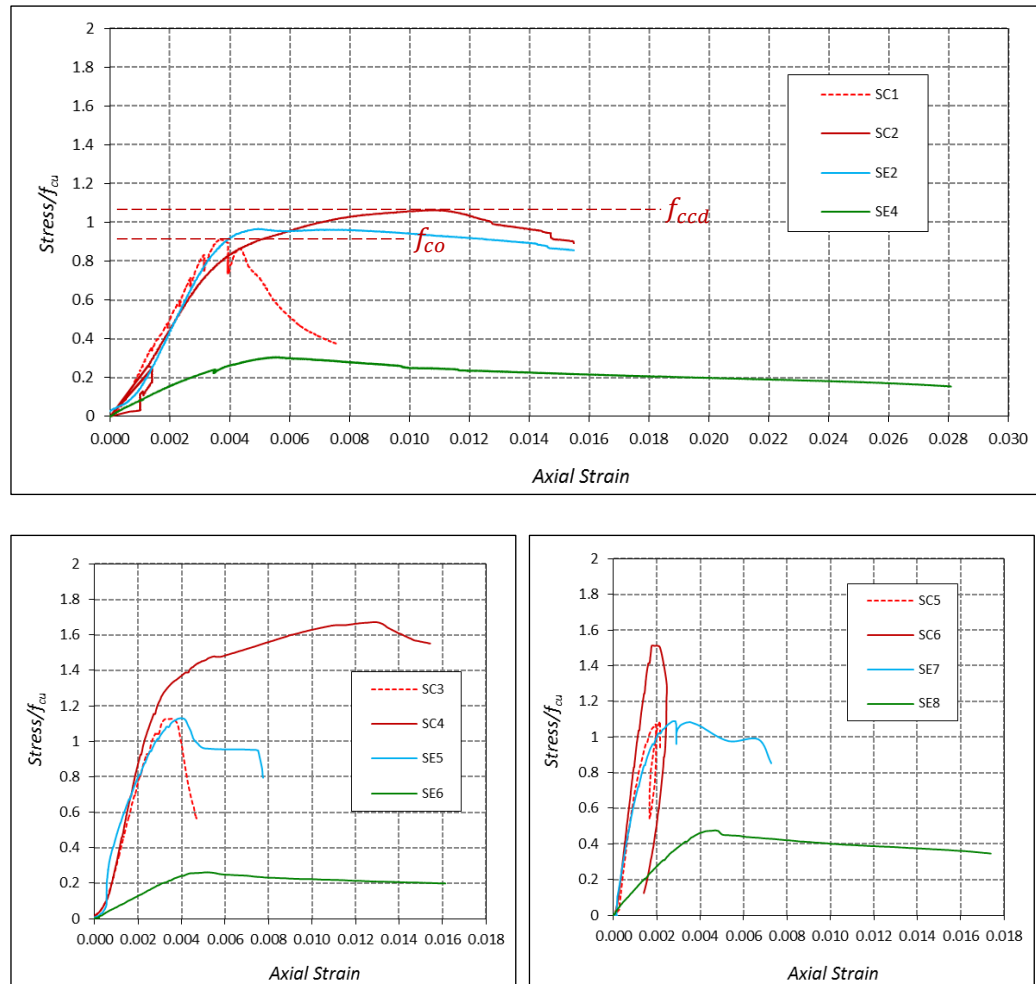 2
1.8
1.6
1.4
1.2
1
0.8
0.6
0.4
0.2
0
Stress/fcu
SC1
SC2
SE2
SE4
fccd
fco
0.000 0.002 0.004 0.006 0.008 0.010 0.012 0.014 0.016 0.018 0.020 0.022 0.024 0.026 0.028 0.030
Axial Strain
2
1.8
1.6
1.4
1.2
1
0.8
0.6
0.4
0.2
0
Stress/fcu
SC3
SC4
SE5
SE6
0.000 0.002 0.004 0.006 0.008 0.010 0.012 0.014 0.016 0.018
Axial Strain
2
1.8
1.6
1.4
1.2
1
0.8
0.6
0.4
0.2
0
Stress/fcu
SC5
SC6
SE7
SE8
0.000 0.002 0.004 0.006 0.008 0.010 0.012 0.014 0.016 0.018
Axial Strain